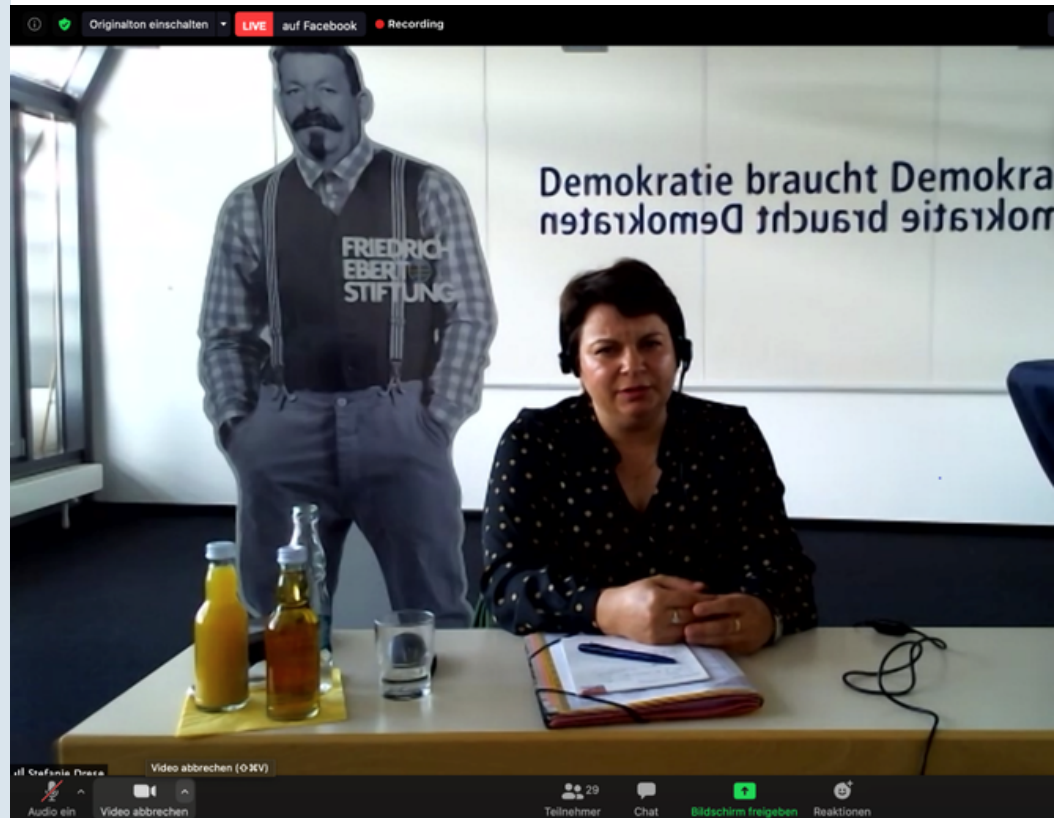 Originalton einschalten
LIVE auf Facebook
Recording
Demokratie braucht Demokra
mokratie braucht Demokraten
FRIEDRICH
EBERT
STIFTUNG
Stefanie Drese
Video abbrechen (⇧⌘V)
Audio ein
Video abbrechen
29
Teilnehmer
Chat
Bildschirm freigeben
Reaktionen